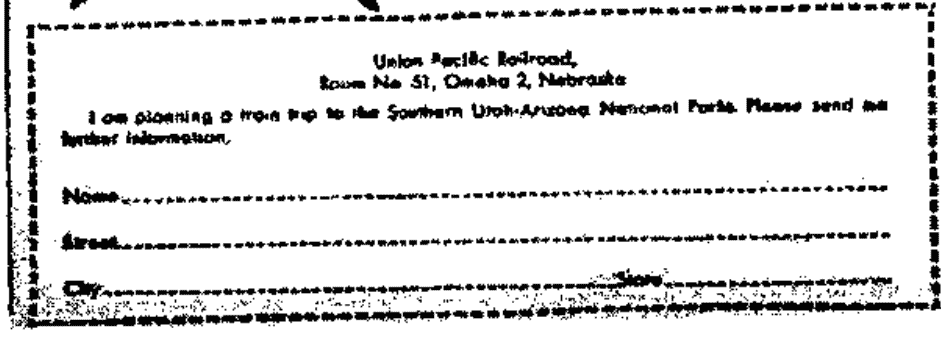 Union Pacific Railroad,
Room No 51, Omaha 2, Nebraska
I am planning a train trip to the Southern Utah-Arizona National Parks. Please send me
further information.
Name
Street
City State